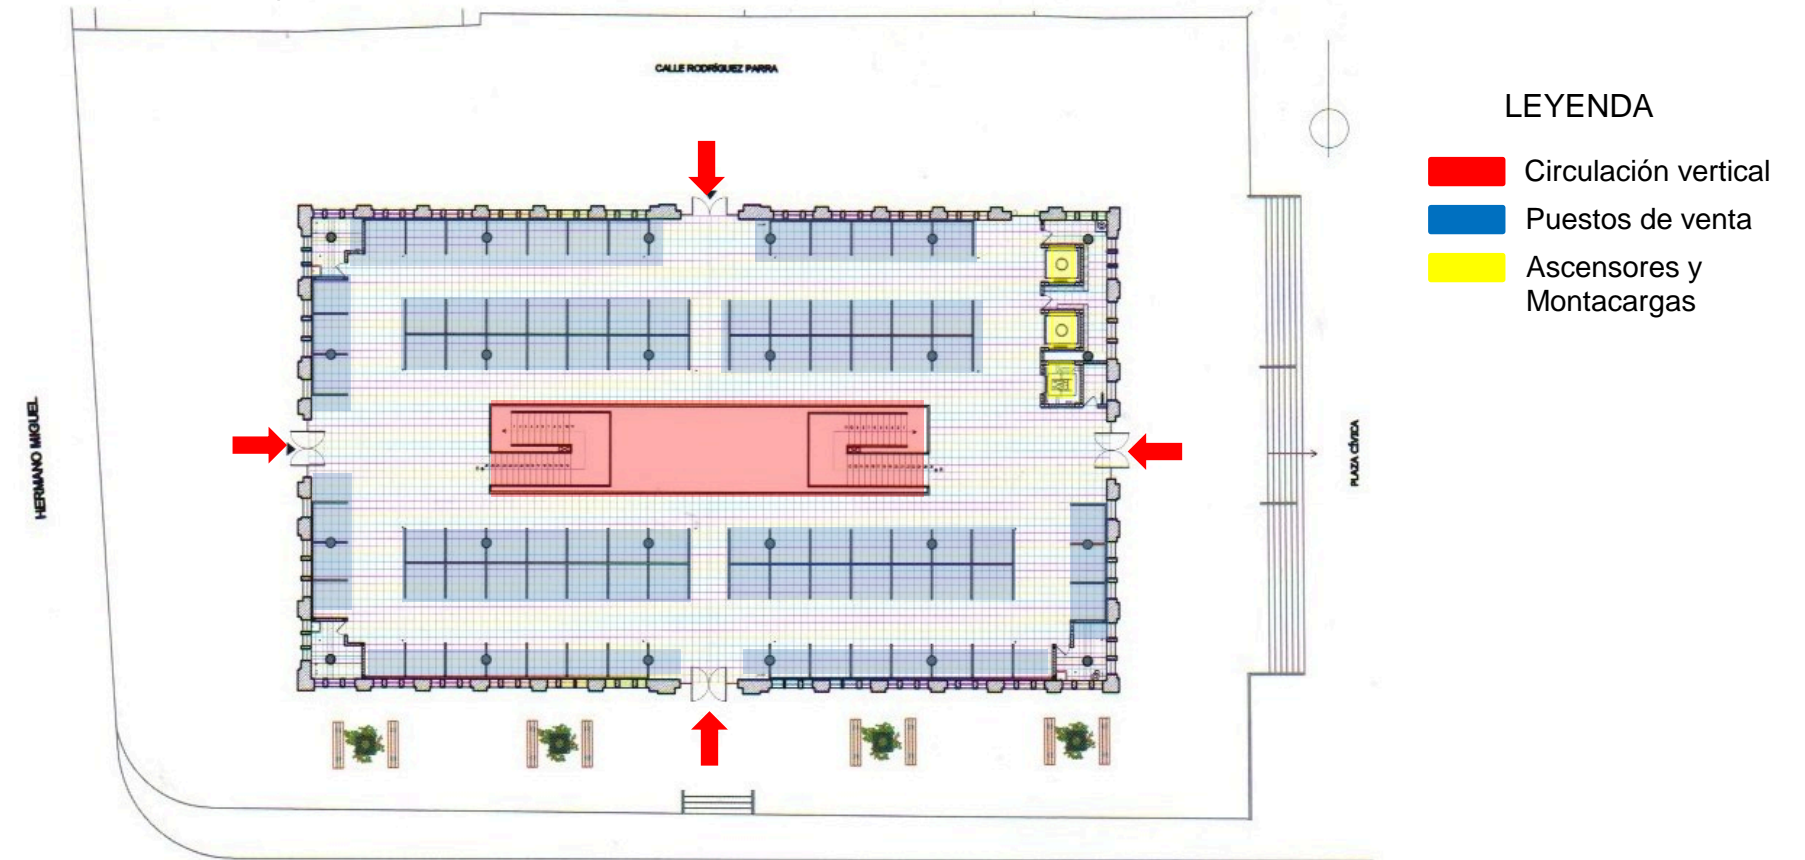 CALLE RODRÍGUEZ PARRA
LEYENDA
Circulación vertical
Puestos de venta
Ascensores y
Montacargas
HERMANO MIGUEL
PLAZA CÍVICA